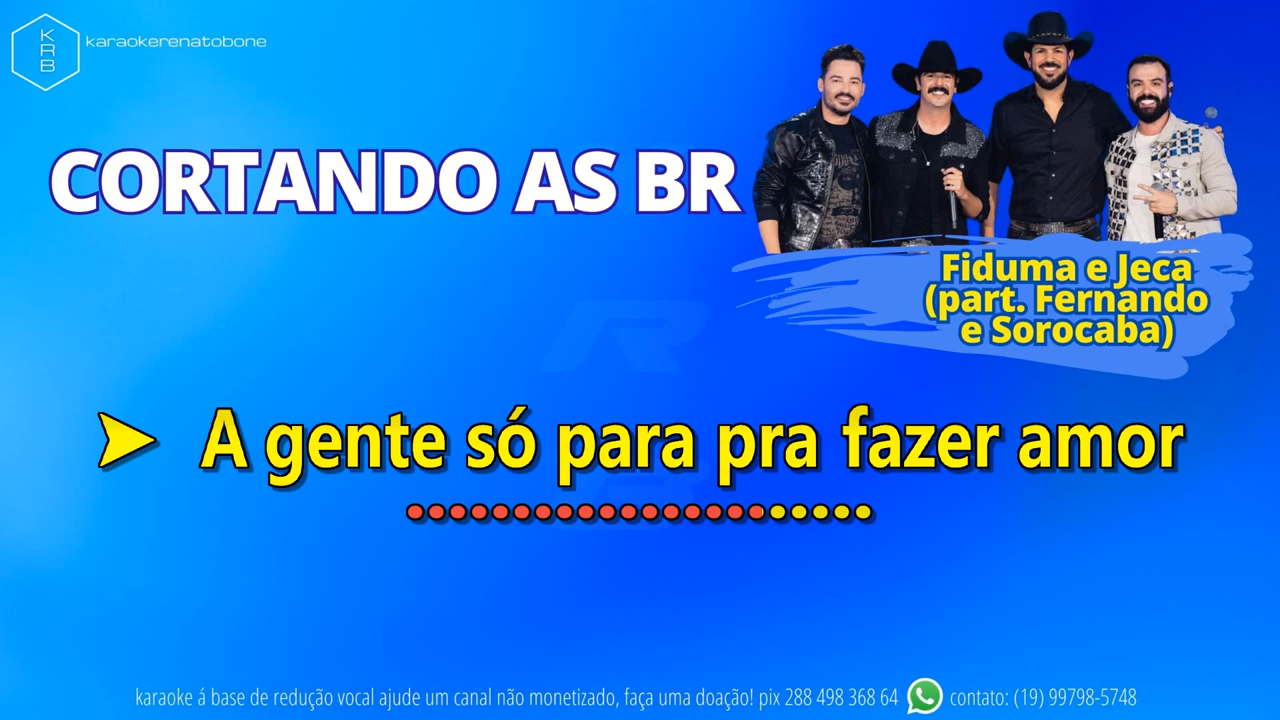 KRB
karaokerenatobone
CORTANDO AS BR
Fiduma e Jeca
(part. Fernando
e Sorocaba)
A gente só para pra fazer amor
karaoke á base de redução vocal ajude um canal não monetizado, faça uma doação! pix 288 498 368 64 contato: (19) 99798-5748